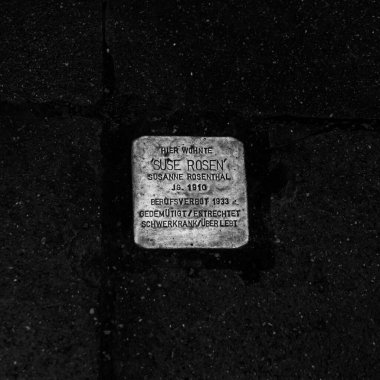 HIER WOHNTE
'SUSE ROSEN'
SUSANNE ROSENTHAL
JG. 1910
BERUFSVERBOT 1933
GEDEMÜTIGT/ENTRECHTET
SCHWERKRANK/ÜBERLEBT